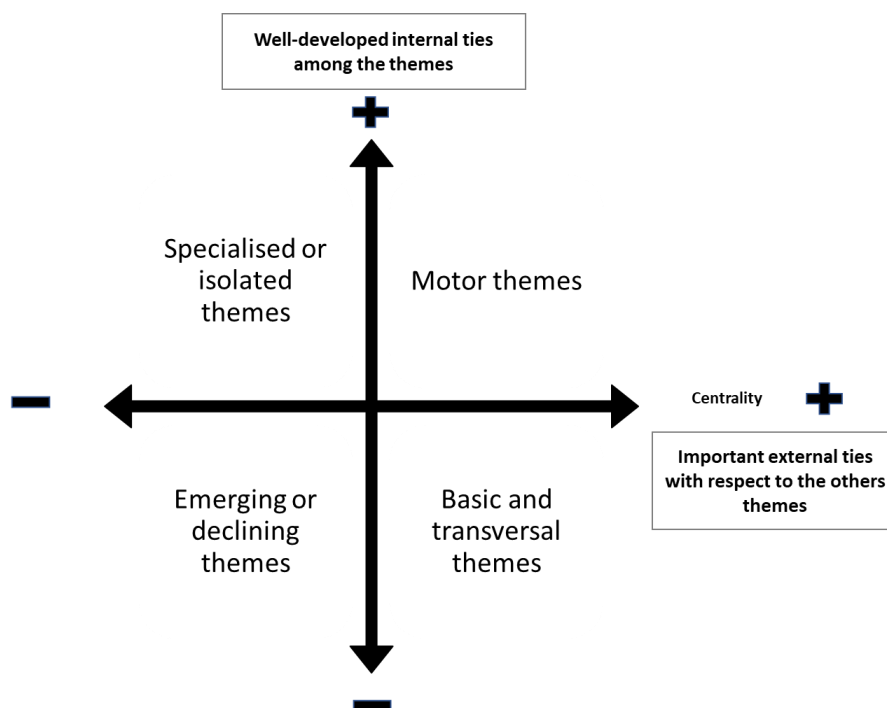 Well-developed internal ties
among the themes
Specialised or
isolated
themes
Motor themes
Centrality
Important external ties
with respect to the others
themes
Emerging or
declining
themes
Basic and
transversal
themes